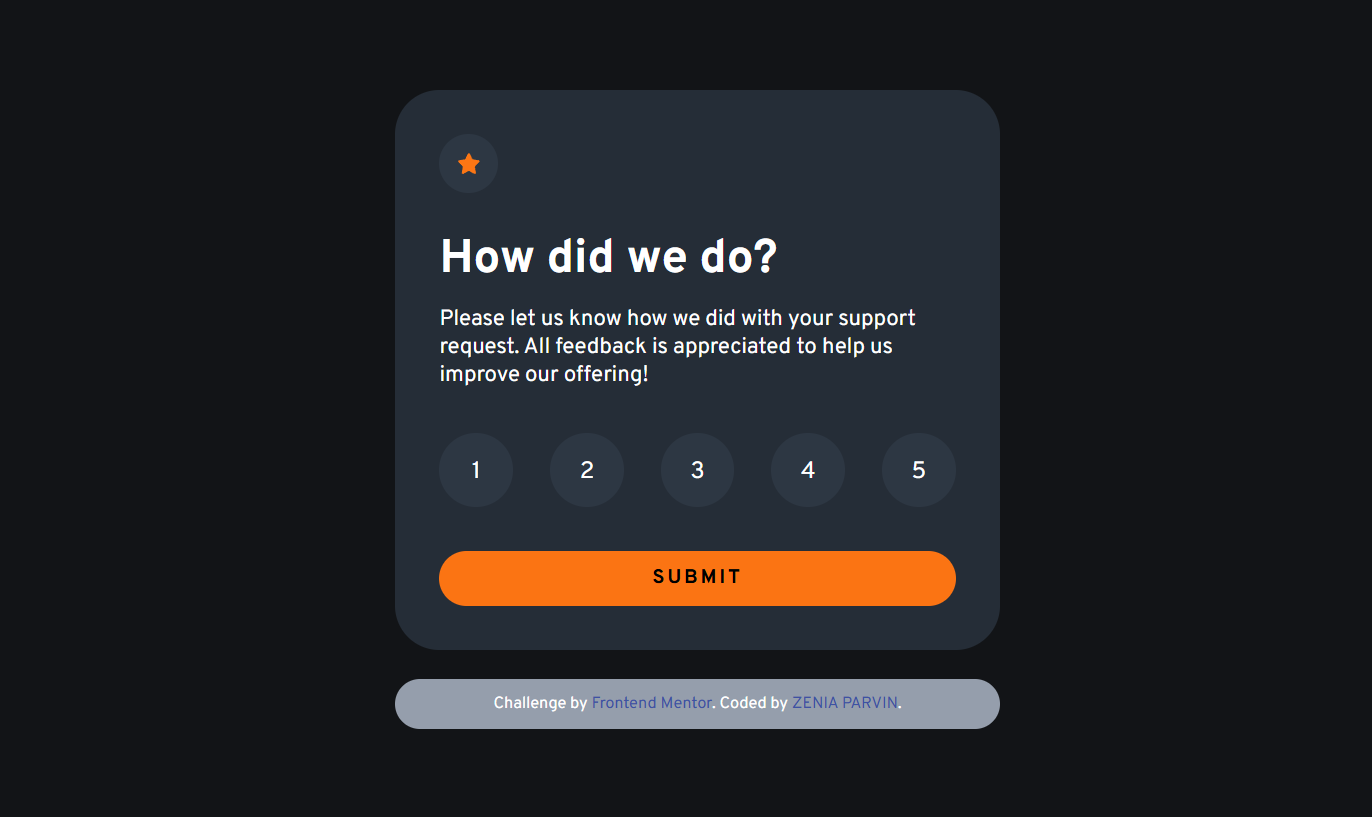 How did we do?
Please let us know how we did with your support
request. All feedback is appreciated to help us
improve our offering!
1 2 3 4 5
SUBMIT
Challenge by Frontend Mentor. Coded by ZENIA PARVIN.